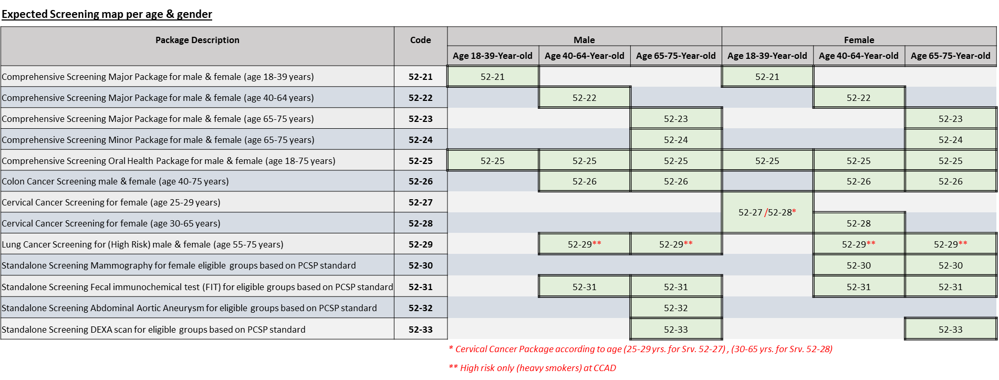 Expected Screening map per age & gender
Package Description Code Male Female
Age 18-39-Year-old Age 40-64-Year-old Age 65-75-Year-old Age 18-39-Year-old Age 40-64-Year-old Age 65-75-Year-old
Comprehensive Screening Major Package for male & female (age 18-39 years) 52-21 52-21 52-21
Comprehensive Screening Major Package for male & female (age 40-64 years) 52-22 52-22 52-22
Comprehensive Screening Major Package for male & female (age 65-75 years) 52-23 52-23 52-23
Comprehensive Screening Minor Package for male & female (age 65-75 years) 52-24 52-24 52-24
Comprehensive Screening Oral Health Package for male & female (age 18-75 years) 52-25 52-25 52-25 52-25 52-25 52-25 52-25
Colon Cancer Screening male & female (age 40-75 years) 52-26 52-26 52-26 52-26 52-26
Cervical Cancer Screening for female (age 25-29 years) 52-27
52-27 /52-28*
Cervical Cancer Screening for female (age 30-65 years) 52-28 52-28
Lung Cancer Screening for (High Risk) male & female (age 55-75 years) 52-29 52-29** 52-29** 52-29** 52-29**
Standalone Screening Mammography for female eligible groups based on PCSP standard 52-30 52-30 52-30
Standalone Screening Fecal immunochemical test (FIT) for eligible groups based on PCSP standard 52-31 52-31 52-31 52-31 52-31
Standalone Screening Abdominal Aortic Aneurysm for eligible groups based on PCSP standard 52-32 52-32
Standalone Screening DEXA scan for eligible groups based on PCSP standard 52-33 52-33 52-33
* Cervical Cancer Package according to age (25-29 yrs. for Srv. 52-27) , (30-65 yrs. for Srv. 52-28)
** High risk only (heavy smokers) at CCAD